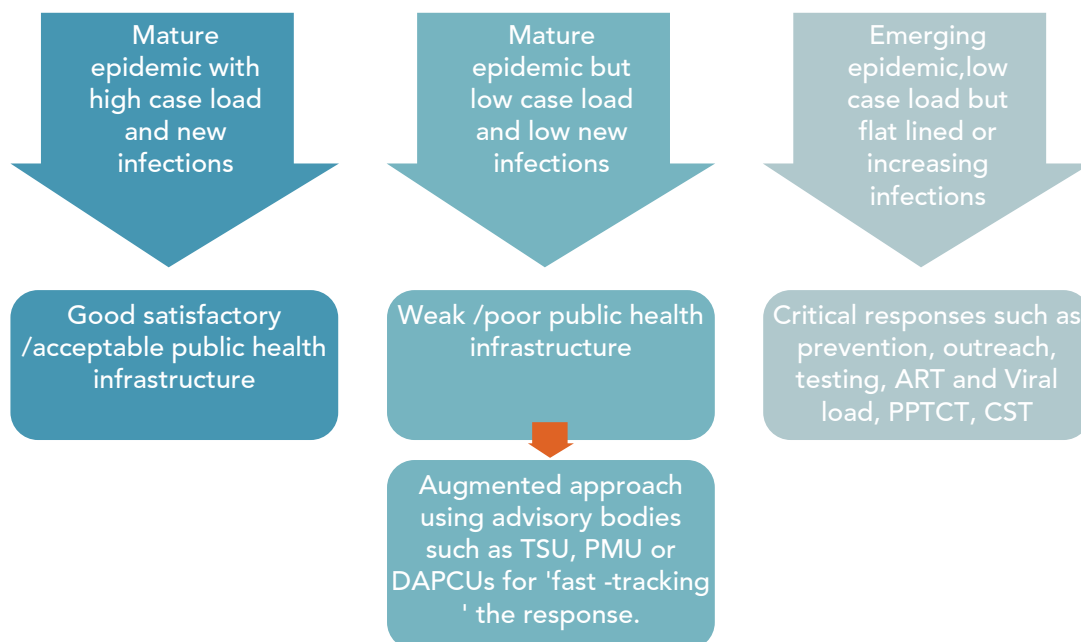 Mature
epidemic with
high case load
and new
infections
Mature
epidemic but
low case load
and low new
infections
Emerging
epidemic,low
case load but
flat lined or
increasing
infections
Good satisfactory
/acceptable public health
infrastructure
Weak /poor public health
infrastructure
Critical responses such as
prevention, outreach,
testing, ART and Viral
load, PPTCT, CST
Augmented approach
using advisory bodies
such as TSU, PMU or
DAPCUs for 'fast -tracking
' the response.